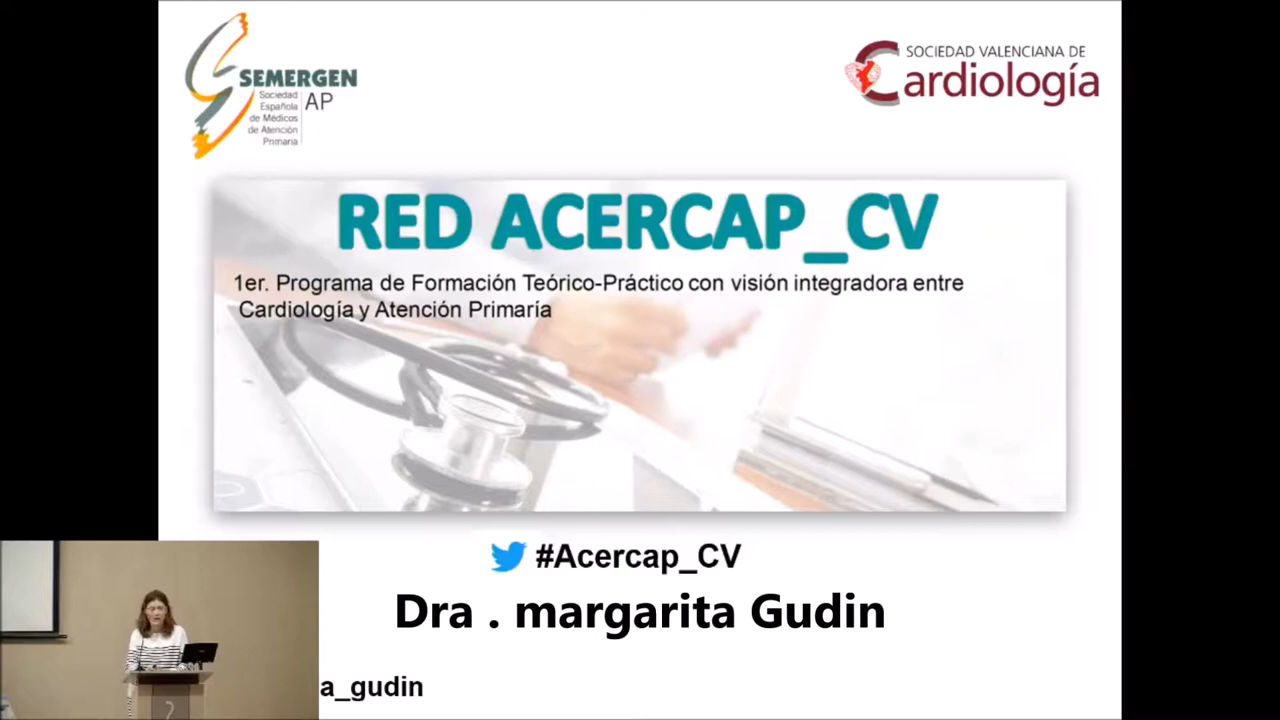 SEMERGEN
AP
Sociedad
Española
de Médicos
de Atención
Primaria
SOCIEDAD VALENCIANA DE
Cardiología
RED ACERCAP_CV
1er. Programa de Formación Teórico-Práctico con visión integradora entre
Cardiología y Atención Primaría
#Acercap_CV
Dra . margarita Gudin
a_gudin